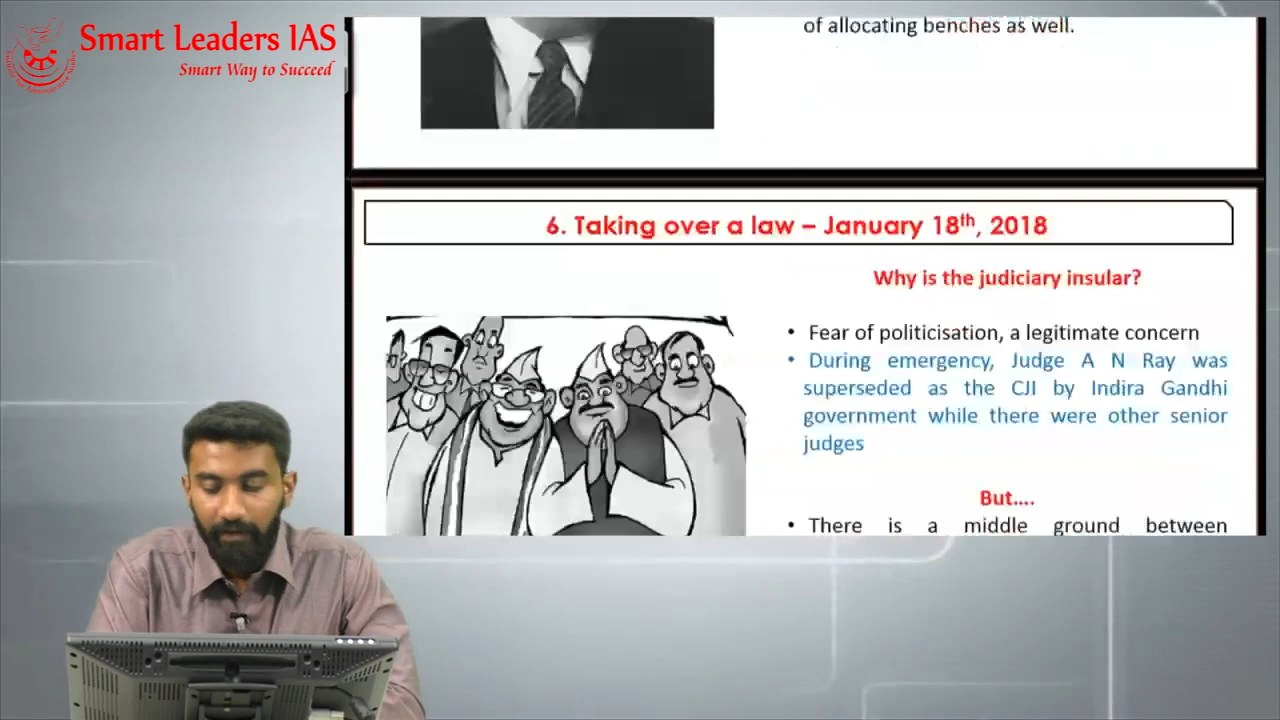 Smart Leaders IAS
Smart Way to Succeed
of allocating benches as well.
6. Taking over a law – January 18th, 2018
Why is the judiciary insular?
• Fear of politicisation, a legitimate concern
• During emergency, Judge A N Ray was
superseded as the CJI by Indira Gandhi
government while there were other senior
judges
But....
• There is a middle ground between